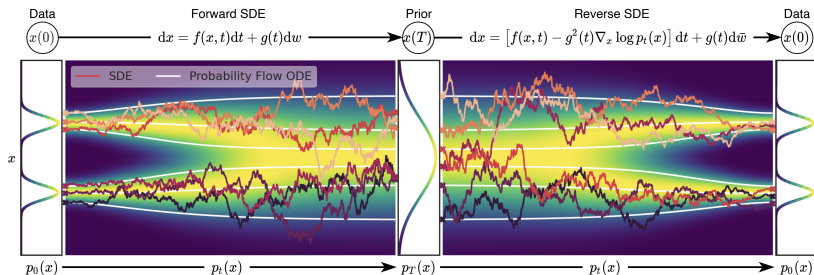 Data Forward SDE Prior Reverse SDE Data
x(0) dx = f(x, t)dt + g(t)dw x(T) dx = [f(x, t) − g²(t)∇ₓ log pₜ(x)] dt + g(t)dw̄ x(0)
SDE Probability Flow ODE
x
p₀(x) pₜ(x) p_T(x) pₜ(x) p₀(x)